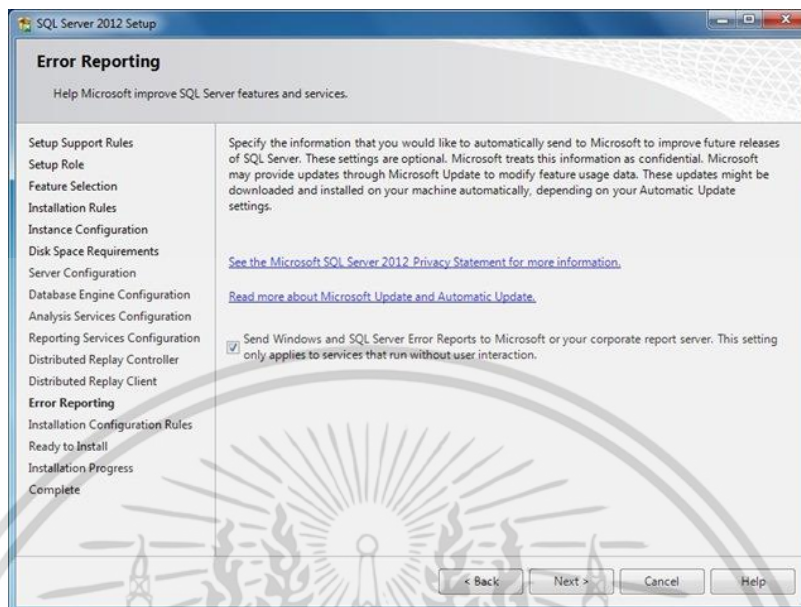 SQL Server 2012 Setup
Error Reporting
Help Microsoft improve SQL Server features and services.
Setup Support Rules
Setup Role
Feature Selection
Installation Rules
Instance Configuration
Disk Space Requirements
Server Configuration
Database Engine Configuration
Analysis Services Configuration
Reporting Services Configuration
Distributed Replay Controller
Distributed Replay Client
Error Reporting
Installation Configuration Rules
Ready to Install
Installation Progress
Complete
Specify the information that you would like to automatically send to Microsoft to improve future releases
of SQL Server. These settings are optional. Microsoft treats this information as confidential. Microsoft
may provide updates through Microsoft Update to modify feature usage data. These updates might be
downloaded and installed on your machine automatically, depending on your Automatic Update
settings.
See the Microsoft SQL Server 2012 Privacy Statement for more information.
Read more about Microsoft Update and Automatic Update.
Send Windows and SQL Server Error Reports to Microsoft or your corporate report server. This setting
only applies to services that run without user interaction.
< Back
Next >
Cancel
Help